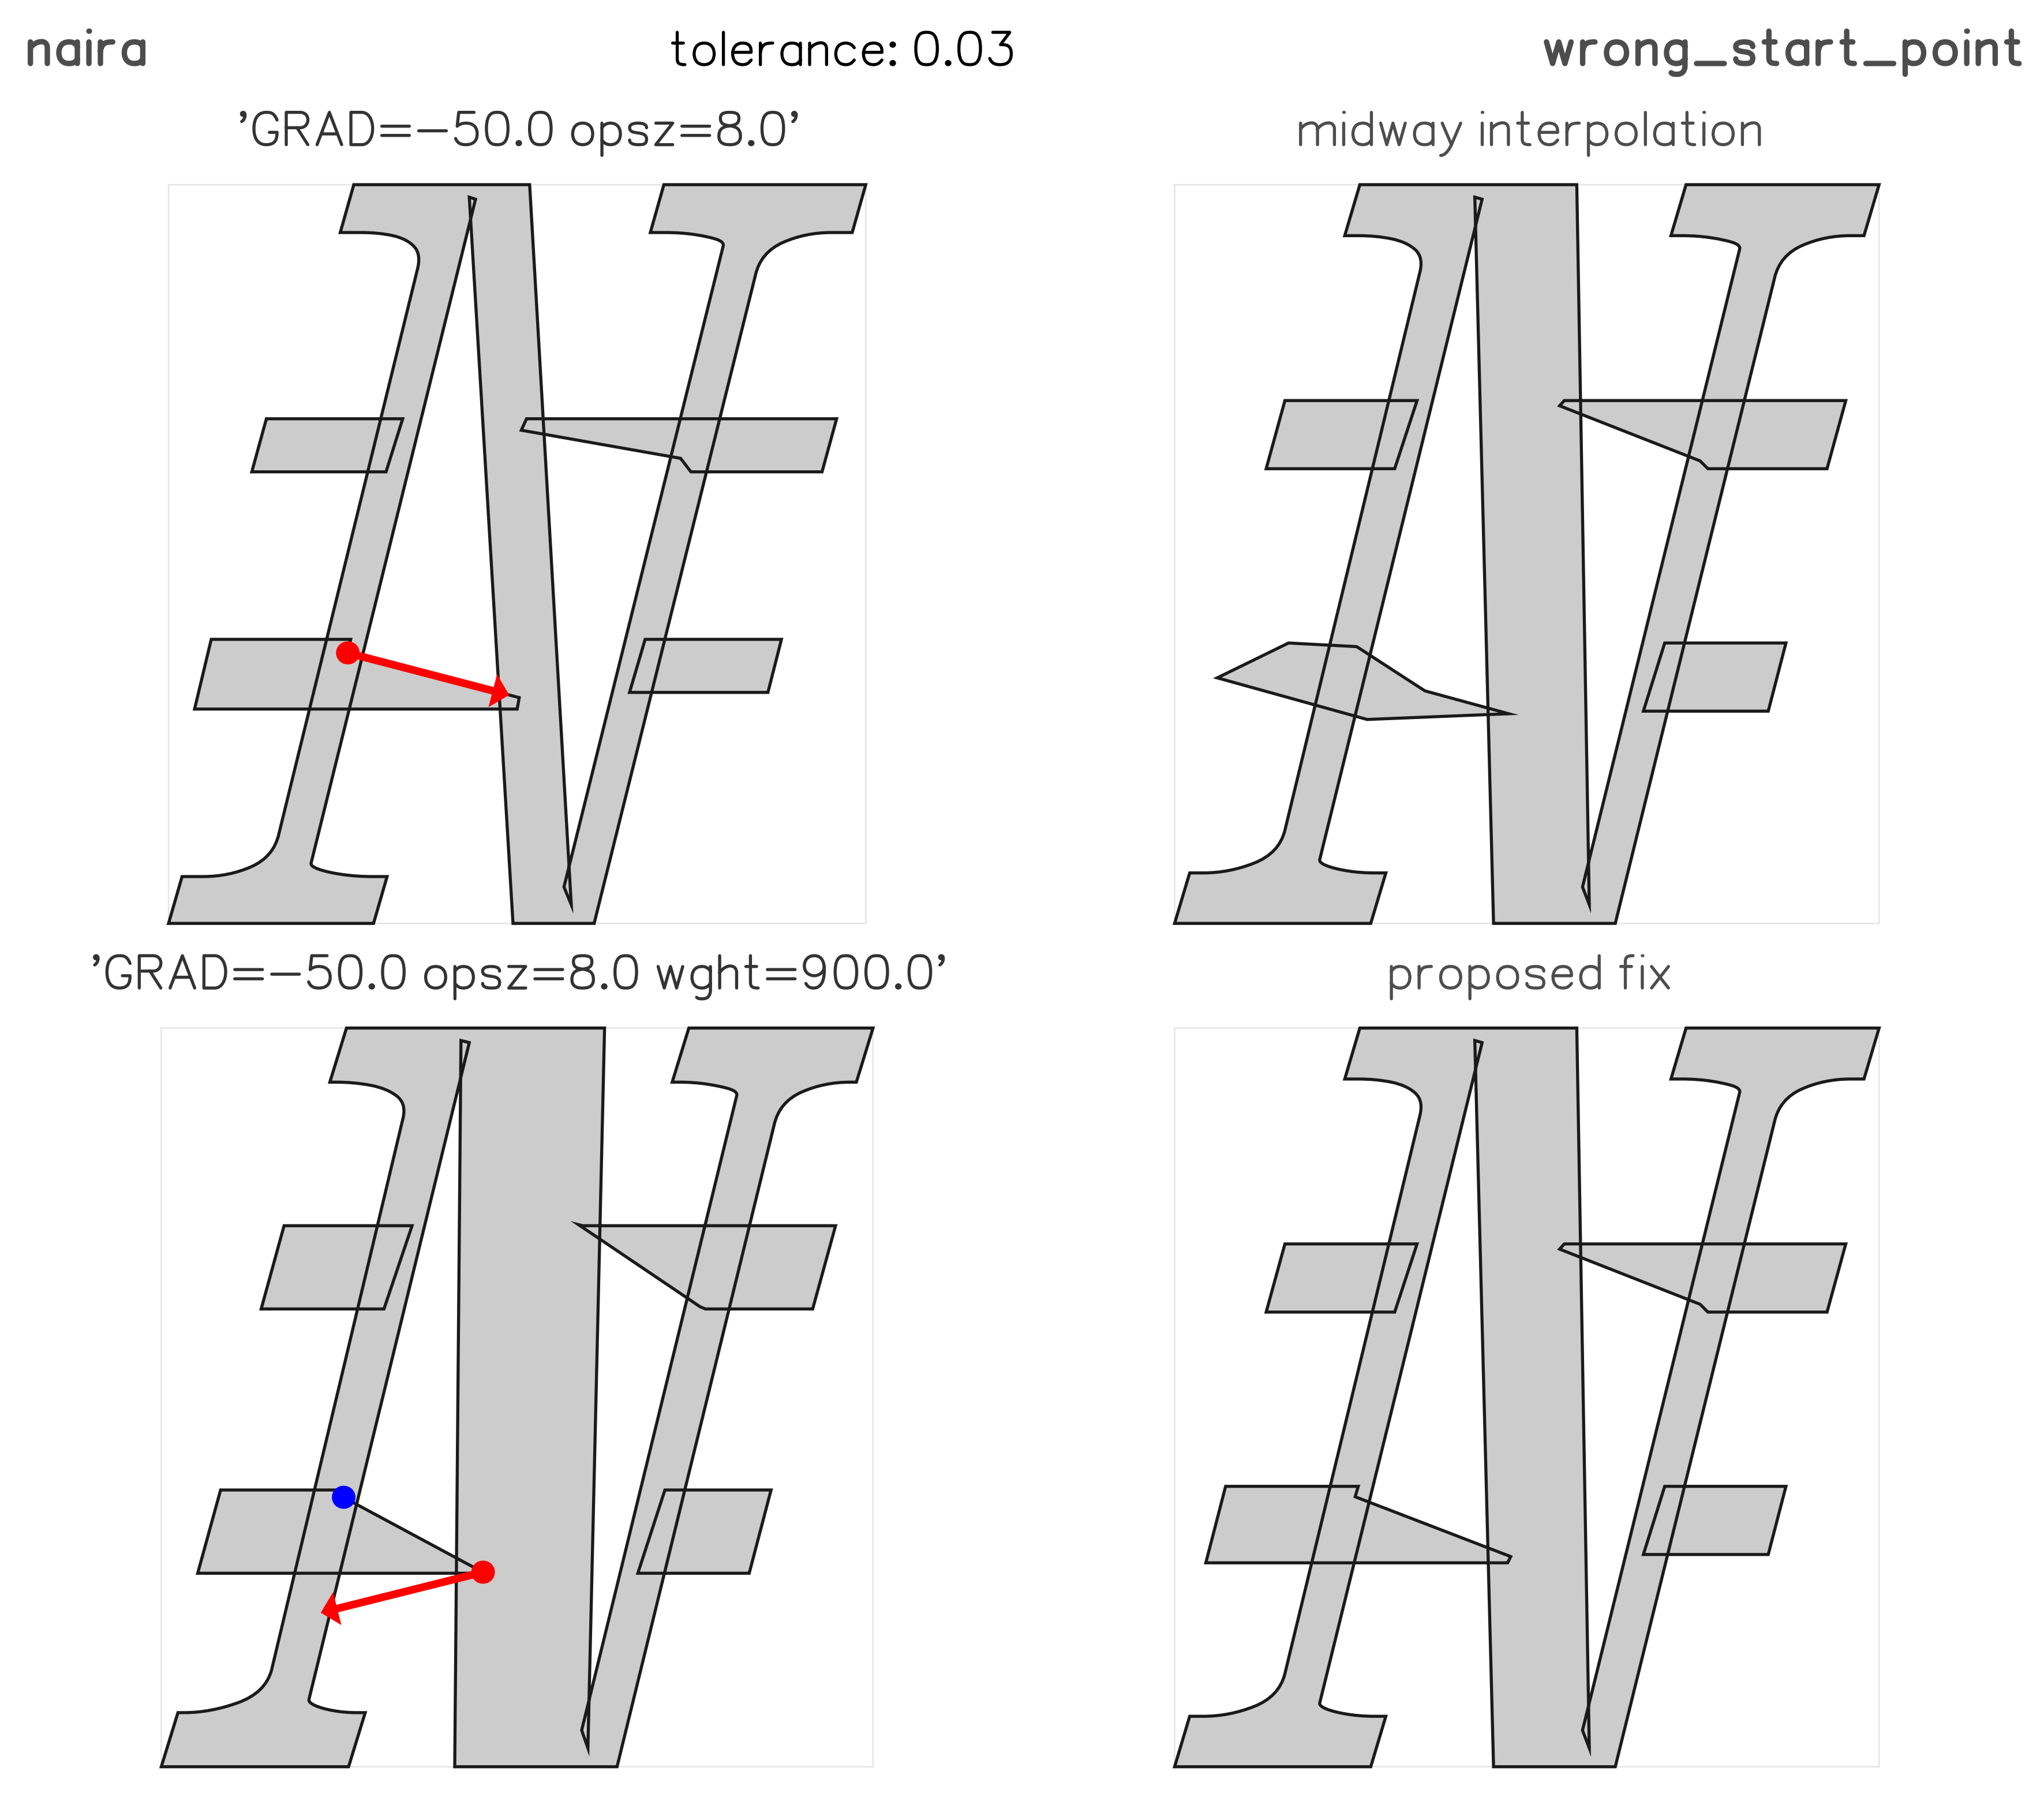 naira
tolerance: 0.03
wrong_start_point
'GRAD=−50.0 opsz=8.0'
midway interpolation
'GRAD=−50.0 opsz=8.0 wght=900.0'
proposed fix